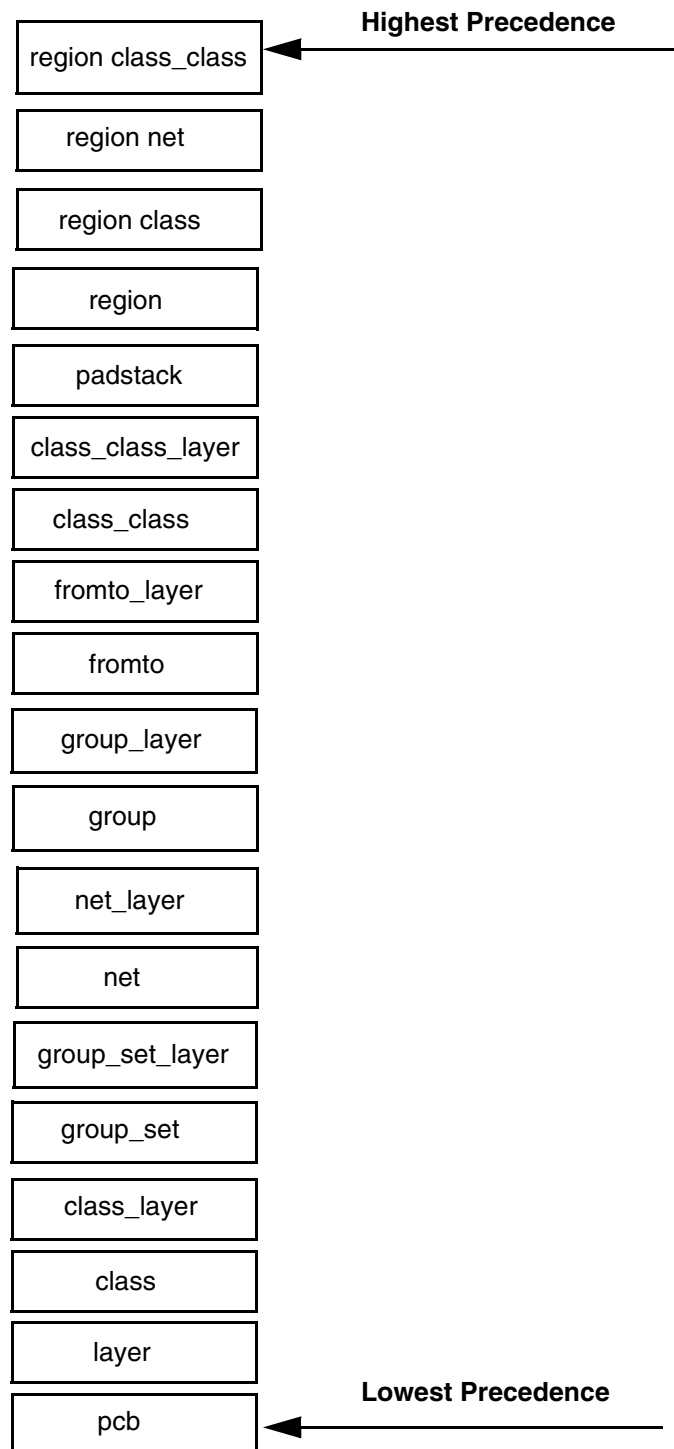 Highest Precedence
region class_class
region net
region class
region
padstack
class_class_layer
class_class
fromto_layer
fromto
group_layer
group
net_layer
net
group_set_layer
group_set
class_layer
class
layer
Lowest Precedence
pcb